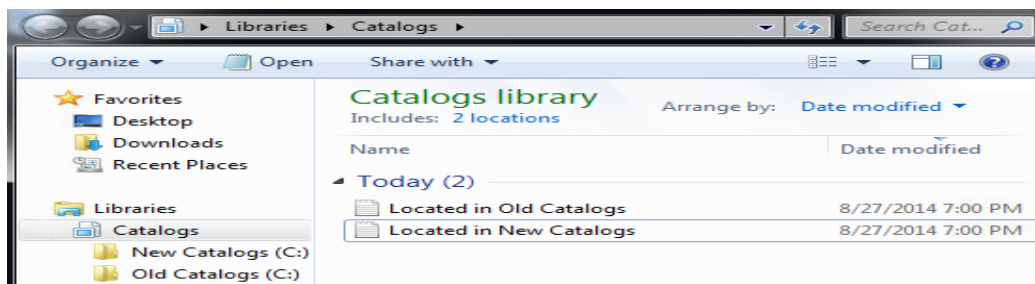 Libraries Catalogs Search Cat...
Organize Open Share with
Favorites
Desktop
Downloads
Recent Places
Libraries
Catalogs
New Catalogs (C:)
Old Catalogs (C:)
Catalogs library
Includes: 2 locations
Arrange by: Date modified
Name Date modified
Today (2)
Located in Old Catalogs 8/27/2014 7:00 PM
Located in New Catalogs 8/27/2014 7:00 PM